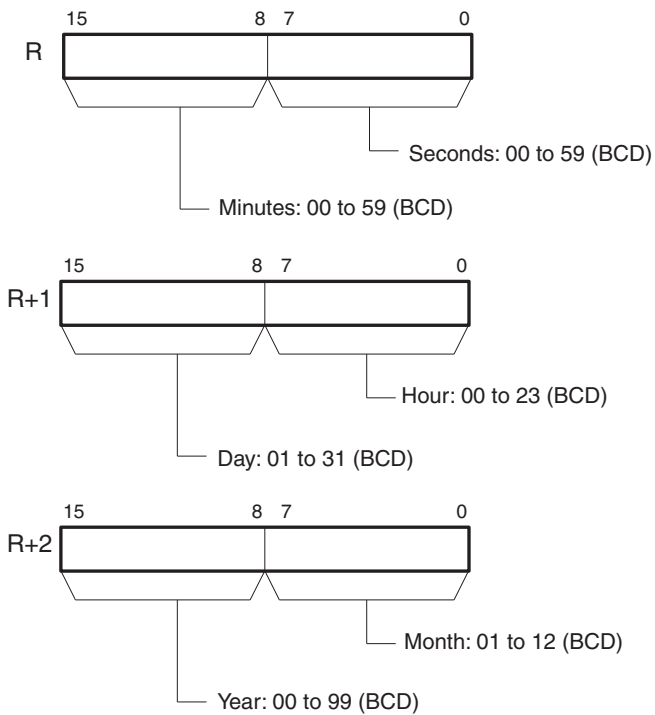 15 8 7 0
R
Seconds: 00 to 59 (BCD)
Minutes: 00 to 59 (BCD)
15 8 7 0
R+1
Hour: 00 to 23 (BCD)
Day: 01 to 31 (BCD)
15 8 7 0
R+2
Month: 01 to 12 (BCD)
Year: 00 to 99 (BCD)